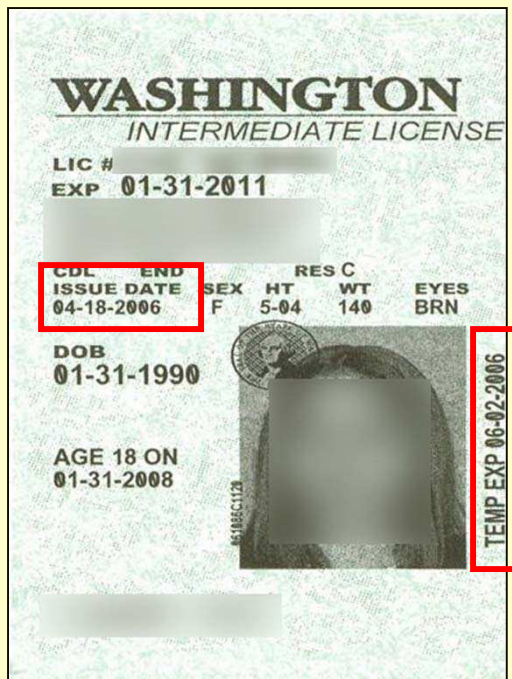 WASHINGTON
INTERMEDIATE LICENSE
LIC #
EXP 01-31-2011
CDL END RES C
ISSUE DATE SEX HT WT EYES
04-18-2006 F 5-04 140 BRN
DOB
01-31-1990
AGE 18 ON
01-31-2008
TEMP EXP 06-02-2006